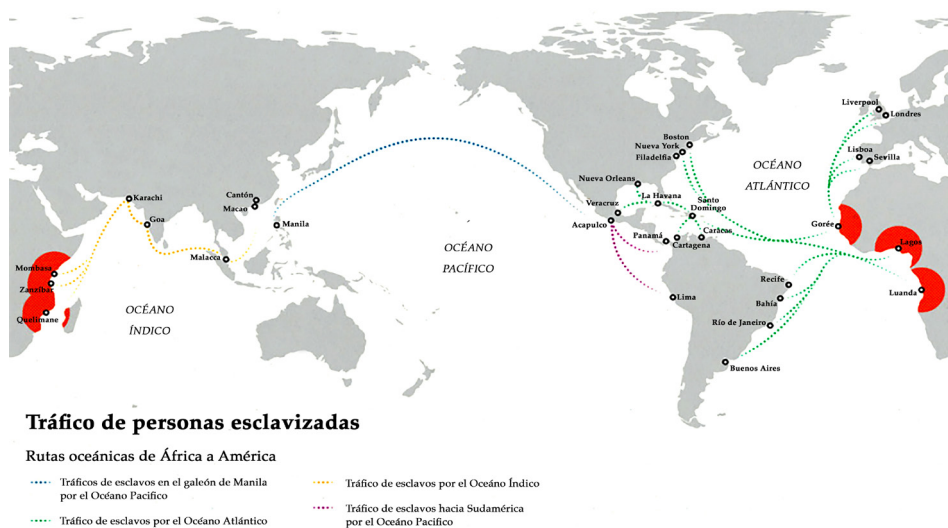 Liverpool
Londres
Boston
Nueva York
Filadelfia
OCÉANO
ATLÁNTICO
Lisboa
Sevilla
Nueva Orleans
Karachi
Cantón
Macao
La Havana
Santo
Domingo
Veracruz
Goa
Manila
Acapulco
Gorée
Panamá
Caracas
Cartagena
Lagos
OCÉANO
PACÍFICO
Malacca
Mombasa
Zanzíbar
Recife
Luanda
Lima
Bahía
OCÉANO
ÍNDICO
Quelimane
Río de Janeiro
Buenos Aires
Tráfico de personas esclavizadas
Rutas oceánicas de África a América
Tráficos de esclavos en el galeón de Manila
por el Océano Pacifico
Tráfico de esclavos por el Océano Atlántico
Tráfico de esclavos por el Oceáno Índico
Tráfico de esclavos hacia Sudamérica
por el Oceáno Pacifico